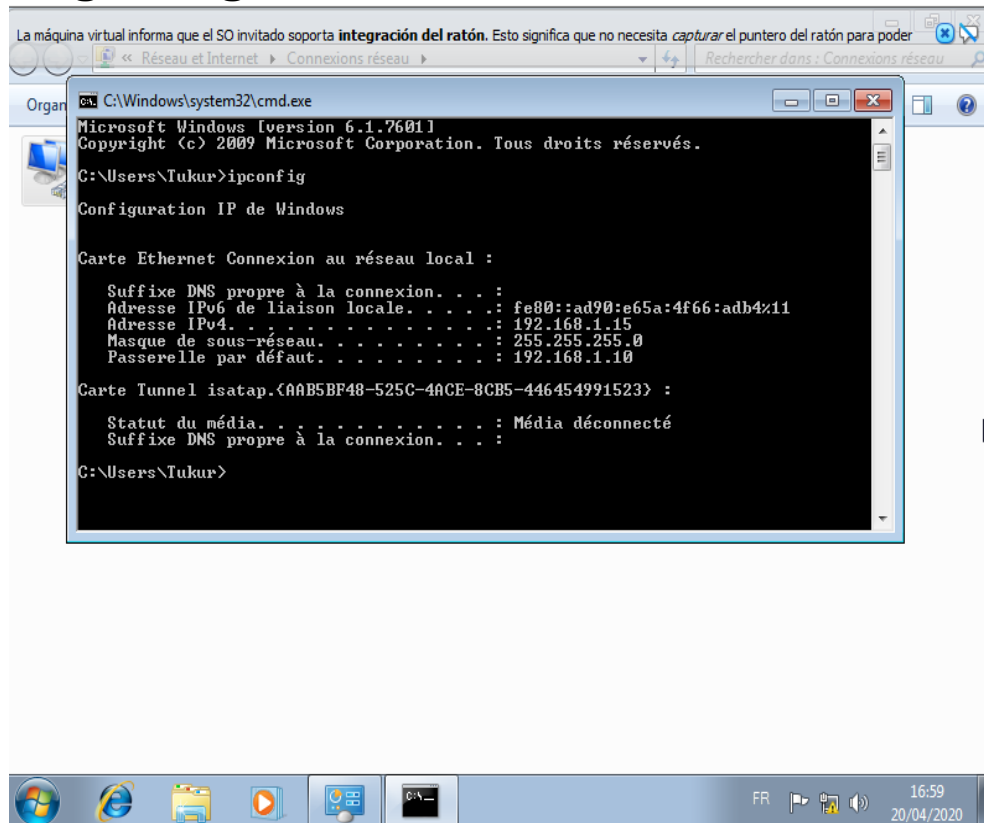 La máquina virtual informa que el SO invitado soporta integración del ratón. Esto significa que no necesita capturar el puntero del ratón para poder
« Réseau et Internet Connexions réseau
Rechercher dans : Connexions réseau
Organ
C:\Windows\system32\cmd.exe
Microsoft Windows [version 6.1.7601]
Copyright (c) 2009 Microsoft Corporation. Tous droits réservés.
C:\Users\Tukur>ipconfig
Configuration IP de Windows
Carte Ethernet Connexion au réseau local :
Suffixe DNS propre à la connexion. . . :
Adresse IPv6 de liaison locale. . . . .: fe80::ad90:e65a:4f66:adb4%11
Adresse IPv4. . . . . . . . . . . . . .: 192.168.1.15
Masque de sous-réseau. . . . . . . . . : 255.255.255.0
Passerelle par défaut. . . . . . . . . : 192.168.1.10
Carte Tunnel isatap.{AAB5BF48-525C-4ACE-8CB5-446454991523} :
Statut du média. . . . . . . . . . . . : Média déconnecté
Suffixe DNS propre à la connexion. . . :
C:\Users\Tukur>
FR
16:59
20/04/2020